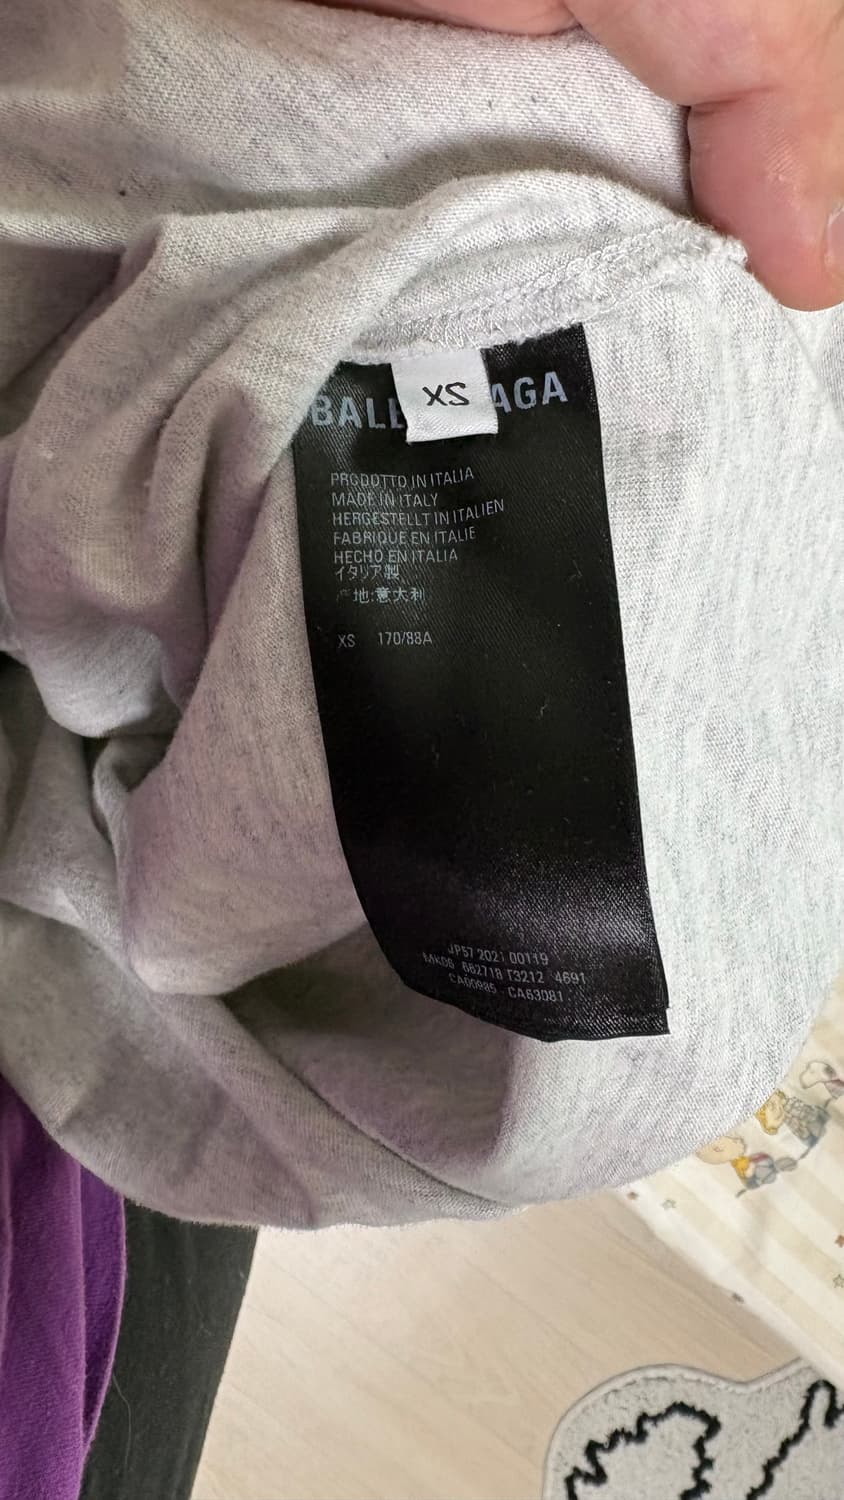 XS
BALE AGA
PRODOTTO IN ITALIA
MADE IN ITALY
HERGESTELLT IN ITALIEN
FABRIQUE EN ITALIE
HECHO EN ITALIA
イタリア製
产地:意大利
XS 170/88A
JP57 2021 00119
MK06 662718 T3212 4691
CA00985 CA63081